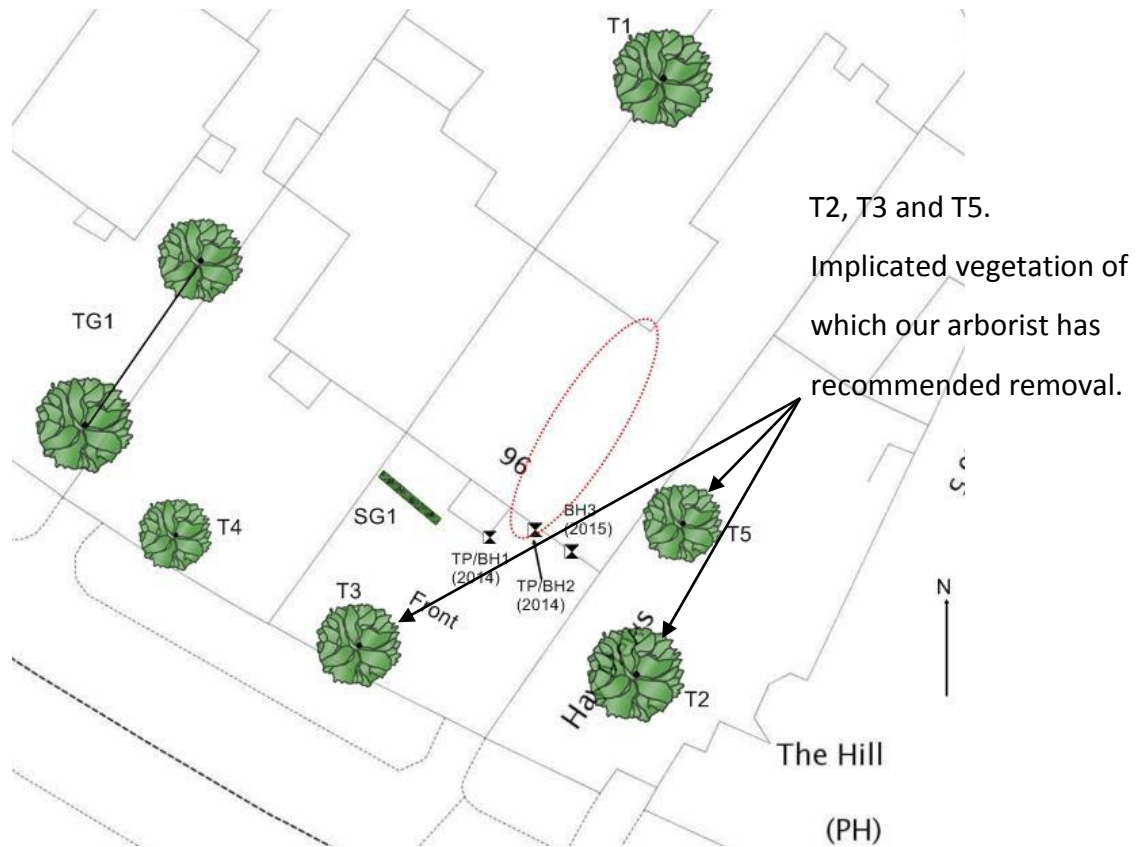 T1
T2, T3 and T5.
Implicated vegetation of
which our arborist has
recommended removal.
TG1
96
SG1
BH3
(2015)
T5
T4
TP/BH1
(2014)
TP/BH2
(2014)
N
T3
Front
T2
The Hill
(PH)